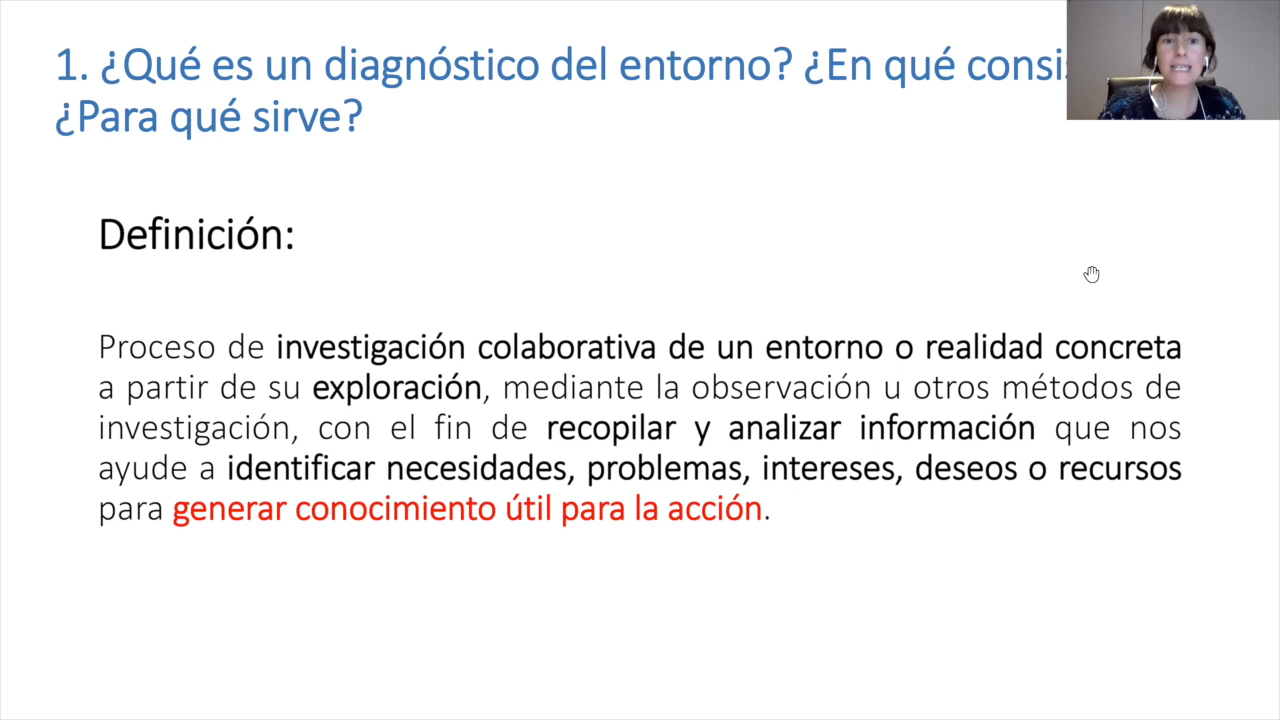 1. ¿Qué es un diagnóstico del entorno? ¿En qué
¿Para qué sirve?
Definición:
Proceso de investigación colaborativa de un entorno o realidad concreta
a partir de su exploración, mediante la observación u otros métodos de
investigación, con el fin de recopilar y analizar información que nos
ayude a identificar necesidades, problemas, intereses, deseos o recursos
para generar conocimiento útil para la acción.